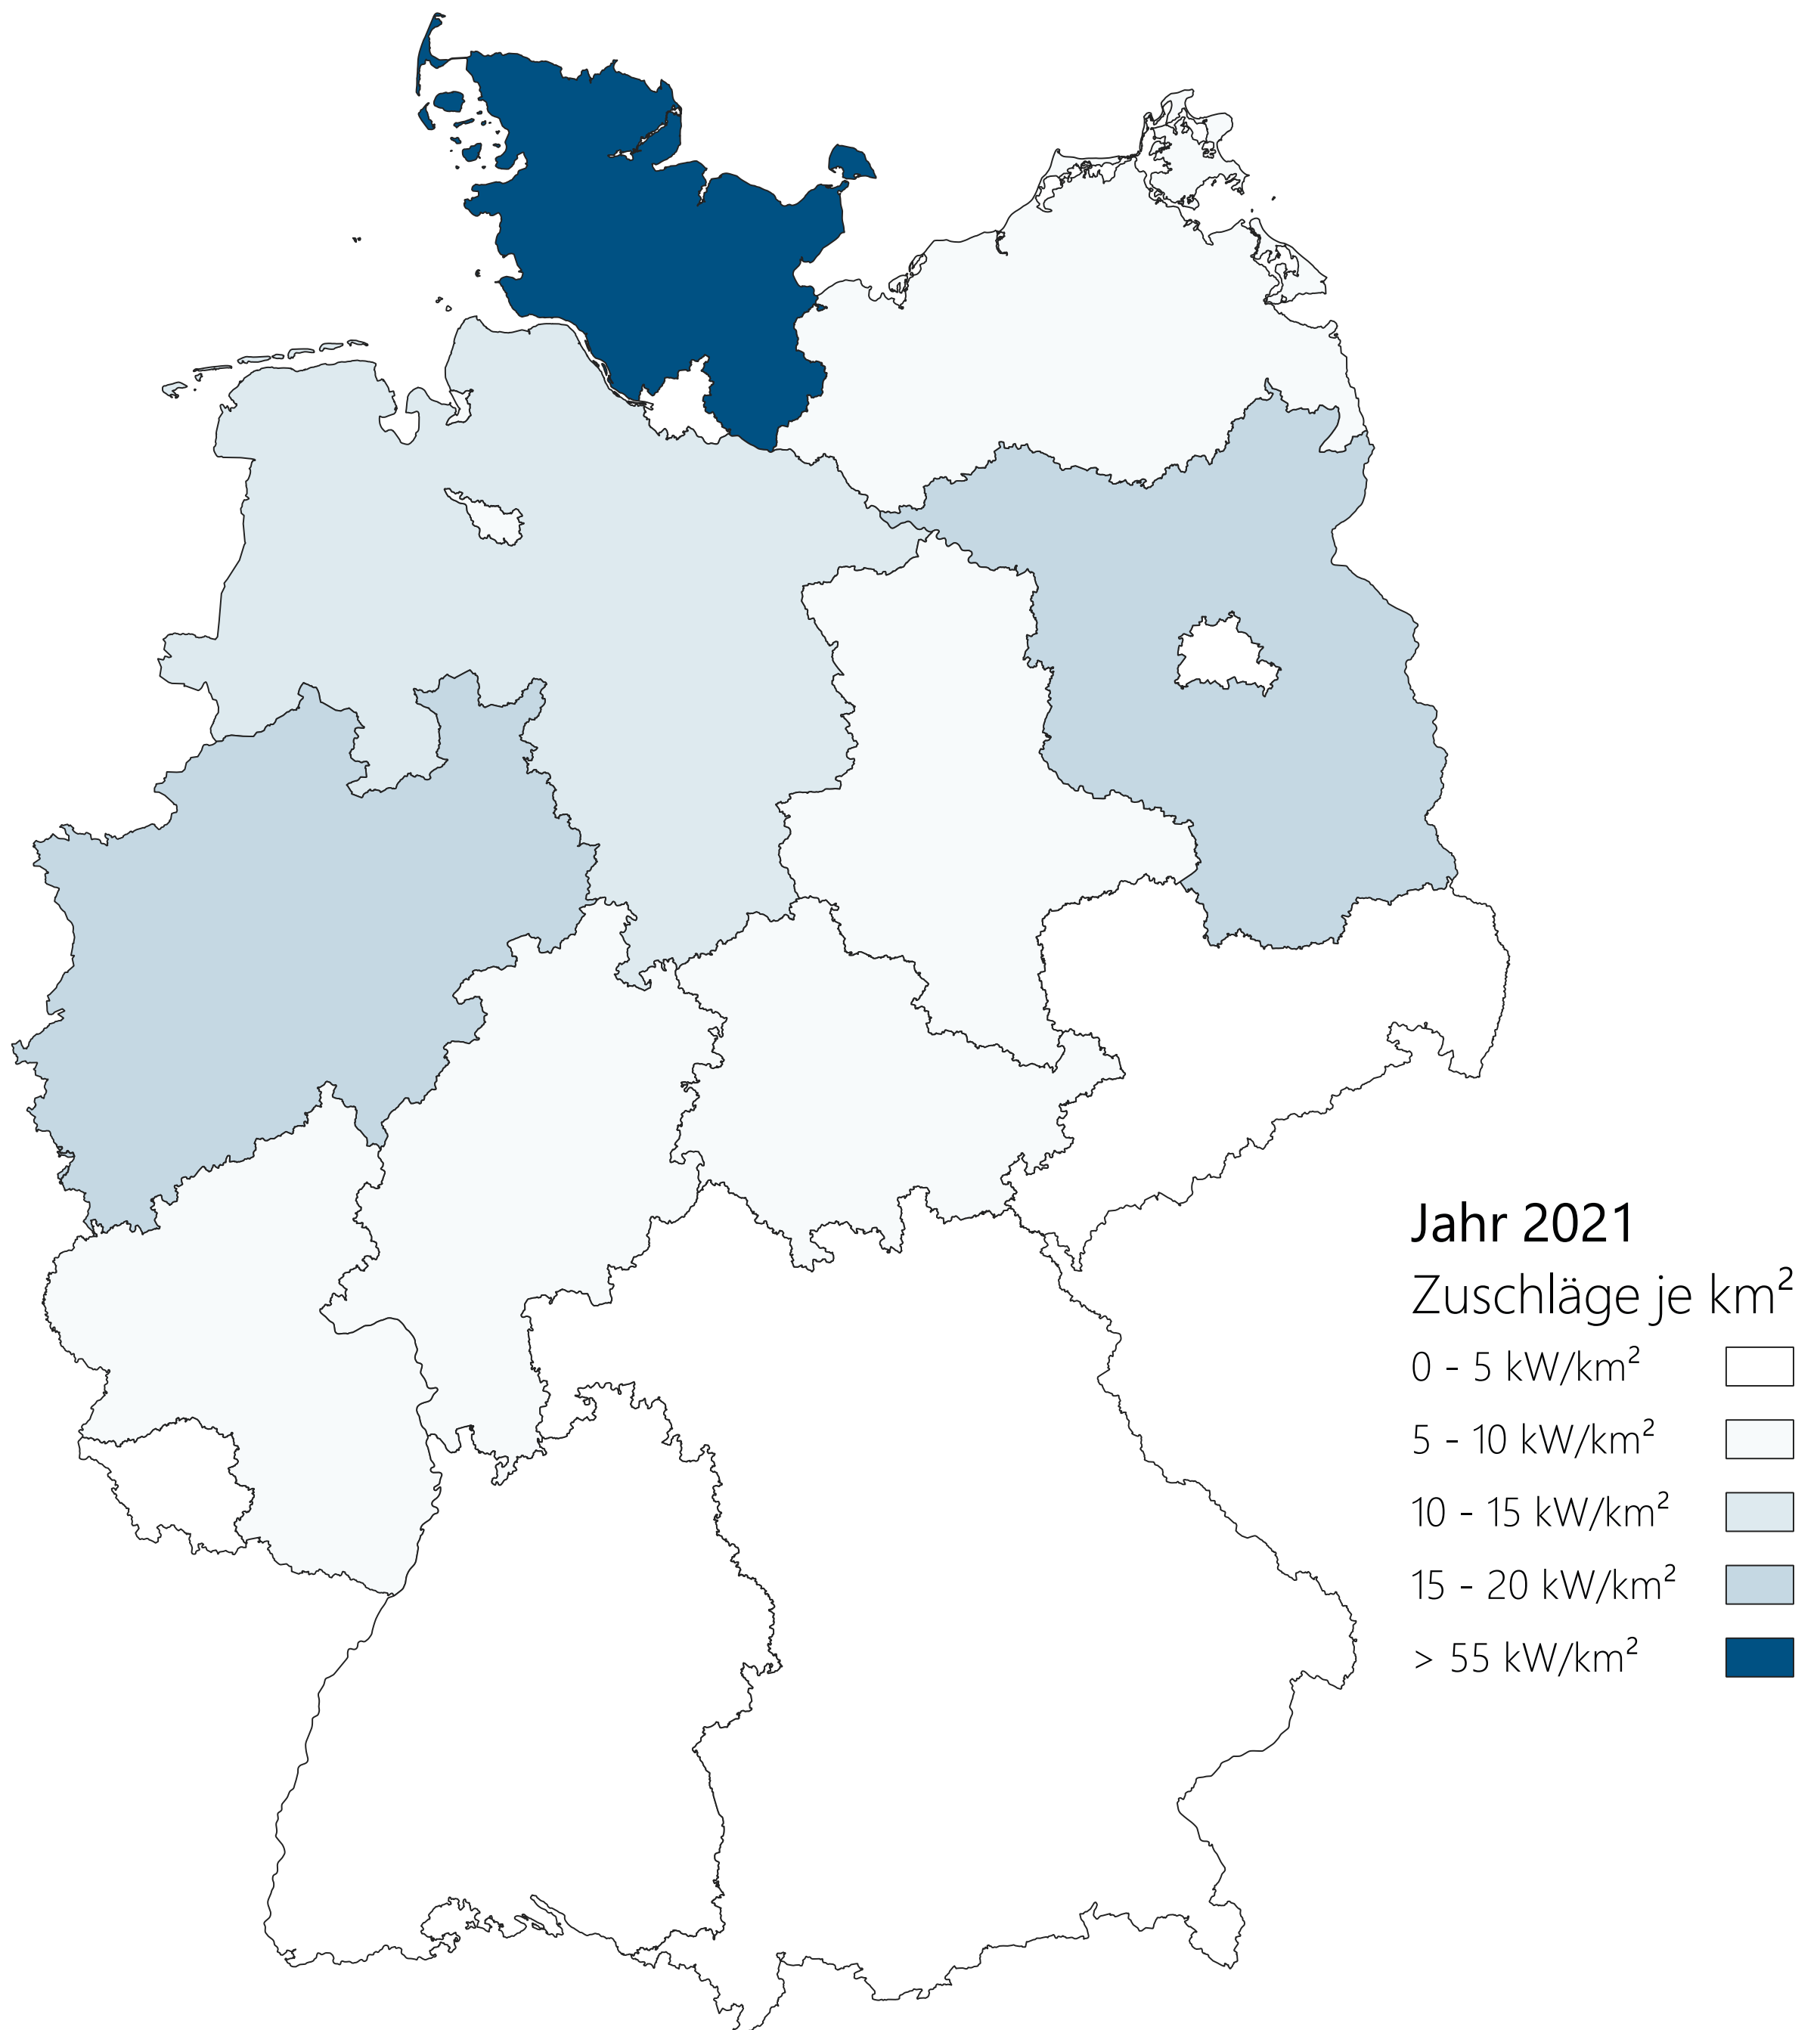 Jahr 2021
Zuschläge je km²
0 - 5 kW/km²
5 - 10 kW/km²
10 - 15 kW/km²
15 - 20 kW/km²
> 55 kW/km²